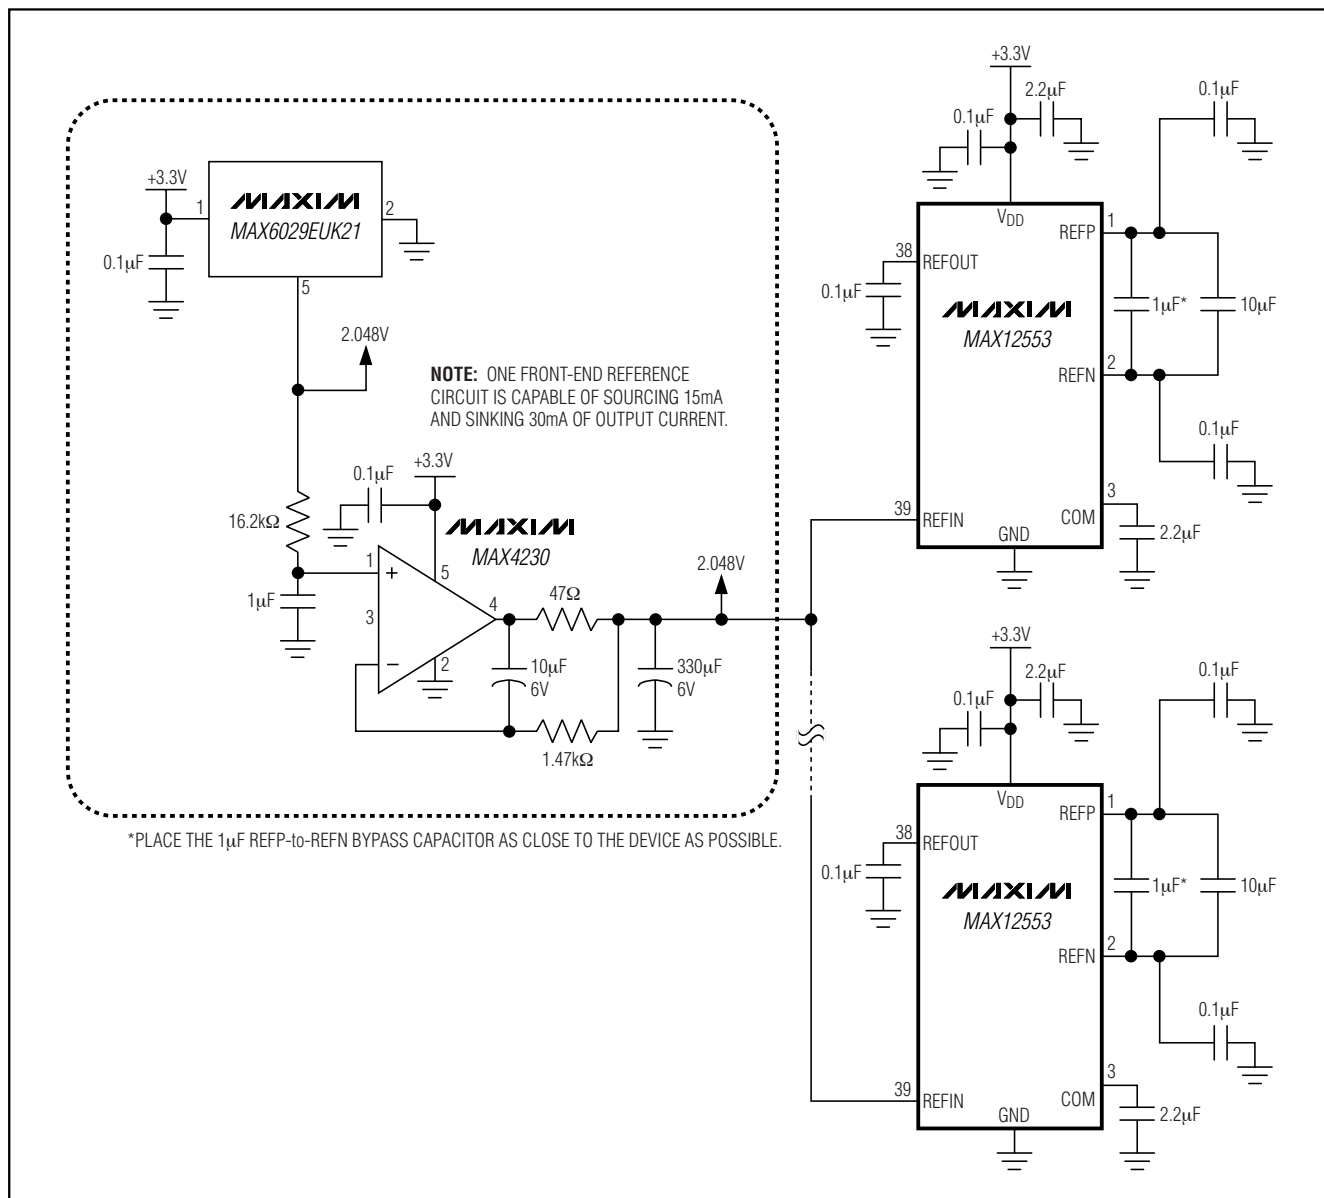 +3.3V
1
MAXIM
MAX6029EUK21
2
0.1μF
5
2.048V
NOTE: ONE FRONT-END REFERENCE
CIRCUIT IS CAPABLE OF SOURCING 15mA
AND SINKING 30mA OF OUTPUT CURRENT.
16.2kΩ
0.1μF
+3.3V
MAXIM
MAX4230
1
+
5
1μF
3
4
47Ω
2.048V
−
2
10μF
6V
330μF
6V
1.47kΩ
*PLACE THE 1μF REFP-to-REFN BYPASS CAPACITOR AS CLOSE TO THE DEVICE AS POSSIBLE.
+3.3V
2.2μF
0.1μF
0.1μF
VDD
REFP
1
38
REFOUT
0.1μF
MAXIM
MAX12553
1μF*
10μF
REFN
2
0.1μF
3
39
REFIN
COM
GND
2.2μF
+3.3V
2.2μF
0.1μF
0.1μF
VDD
REFP
1
38
REFOUT
0.1μF
MAXIM
MAX12553
1μF*
10μF
REFN
2
0.1μF
3
39
REFIN
COM
GND
2.2μF